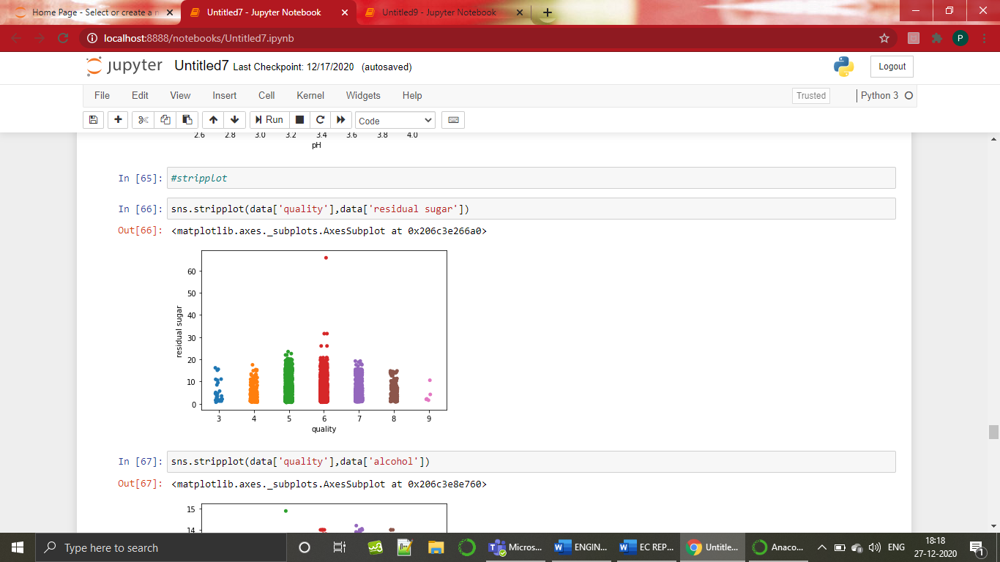 Home Page - Select or create a n
Untitled7 - Jupyter Notebook
Untitled9 - Jupyter Notebook
localhost:8888/notebooks/Untitled7.ipynb
P
jupyter Untitled7 Last Checkpoint: 12/17/2020 (autosaved)
Logout
File Edit View Insert Cell Kernel Widgets Help
Trusted
Python 3
Run
Code
2.6 2.8 3.0 3.2 3.4 3.6 3.8 4.0
pH
In [65]: #stripplot
In [66]: sns.stripplot(data['quality'],data['residual sugar'])
Out[66]: <matplotlib.axes._subplots.AxesSubplot at 0x206c3e266a0>
60
50
40
30
20
10
0
residual sugar
3 4 5 6 7 8 9
quality
In [67]: sns.stripplot(data['quality'],data['alcohol'])
Out[67]: <matplotlib.axes._subplots.AxesSubplot at 0x206c3e8e760>
15
14
Type here to search
Micros...
ENGIN...
EC REP...
Untitle...
Anaco...
ENG
18:18
27-12-2020
1